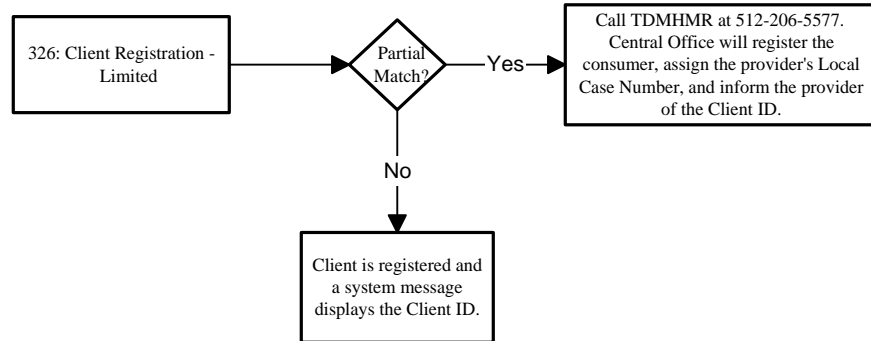 326: Client Registration -
Limited
Partial
Match?
Yes
Call TDMHMR at 512-206-5577.
Central Office will register the
consumer, assign the provider's Local
Case Number, and inform the provider
of the Client ID.
No
Client is registered and
a system message
displays the Client ID.